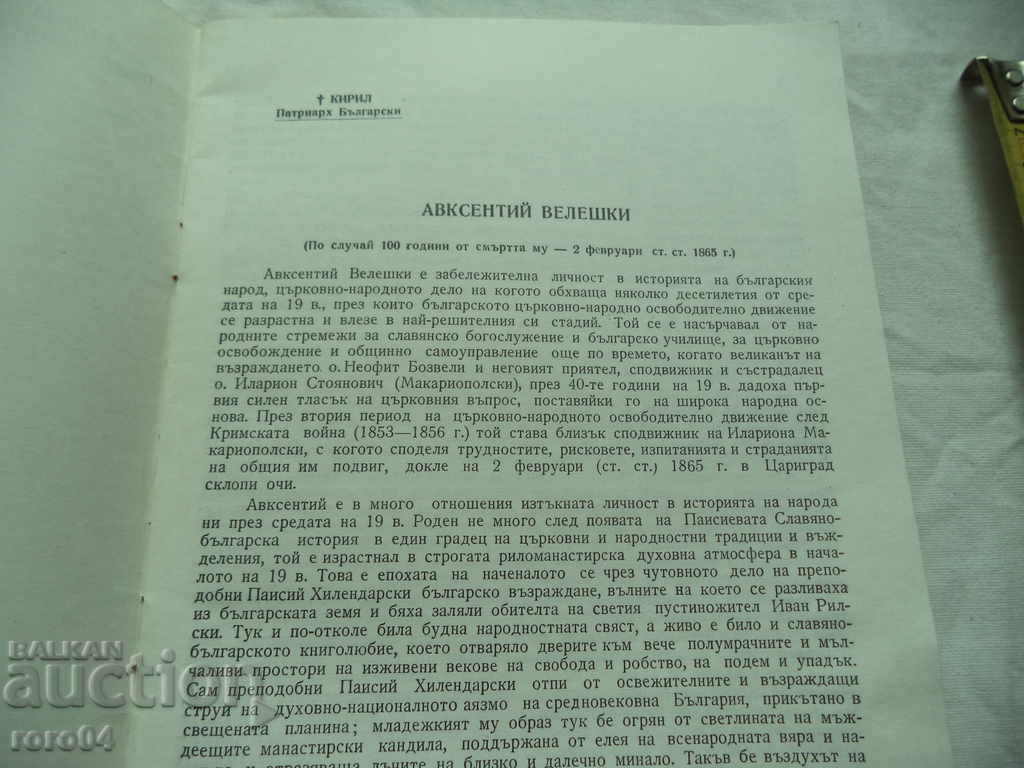 † КИРИЛ
Патриарх Български
АВКСЕНТИЙ ВЕЛЕШКИ
(По случай 100 години от смъртта му — 2 февруари ст. ст. 1865 г.)
Авксентий Велешки е забележителна личност в историята на българския
народ, църковно-народното дело на когото обхваща няколко десетилетия от сре-
дата на 19 в., през които българското църковно-народно освободително движение
се разрастна и влезе в най-решителния си стадий. Той се е насърчавал от на-
родните стремежи за славянско богослужение и българско училище, за църковно
освобождение и общинно самоуправление още по времето, когато великанът на
възраждането о. Неофит Бозвели и неговият приятел, сподвижник и състрадалец
о. Иларион Стоянович (Макариополски), през 40-те години на 19 в. дадоха пър-
вия силен тласък на църковния въпрос, поставяйки го на широка народна ос-
нова. През втория период на църковно-народното освободително движение след
Кримската война (1853—1856 г.) той става близък сподвижник на Илариона Ма-
кариополски, с когото споделя трудностите, рисковете, изпитанията и страданията
на общия им подвиг, докле на 2 февруари (ст. ст.) 1865 г. в Цариград
склопи очи.
Авксентий е в много отношения изтъкната личност в историята на народа
ни през средата на 19 в. Роден не много след появата на Паисиевата Славяно-
българска история в един градец на църковни и народностни традиции и въж-
деления, той е израстнал в строгата риломанастирска духовна атмосфера в нача-
лото на 19 в. Това е епохата на наченалото се чрез чутовното дело на препо-
добни Паисий Хилендарски българско възраждане, вълните на което се разливаха
из българската земя и бяха заляли обителта на светия пустиножител Иван Рил-
ски. Тук и по-отколе била будна народностната свяст, а живо е било и славяно-
българското книголюбие, което отваряло дверите към вече полумрачните и мъл-
чаливи простори на изживени векове на свобода и робство, на подем и упадък.
Сам преподобни Паисий Хилендарски отпи от освежителните и възраждащи
струи на духовно-националното аязмо на средновековна България, прикътано в
свещената планина; младежкият му образ тук бе огрян от светлината на мъж-
деещите манастирски кандила, поддържана от елея на всенародната вяра и на-
и отразяваща лъчите на близко и далечно минало. Такъв бе въздухът на
BALKAN
auction
roro04